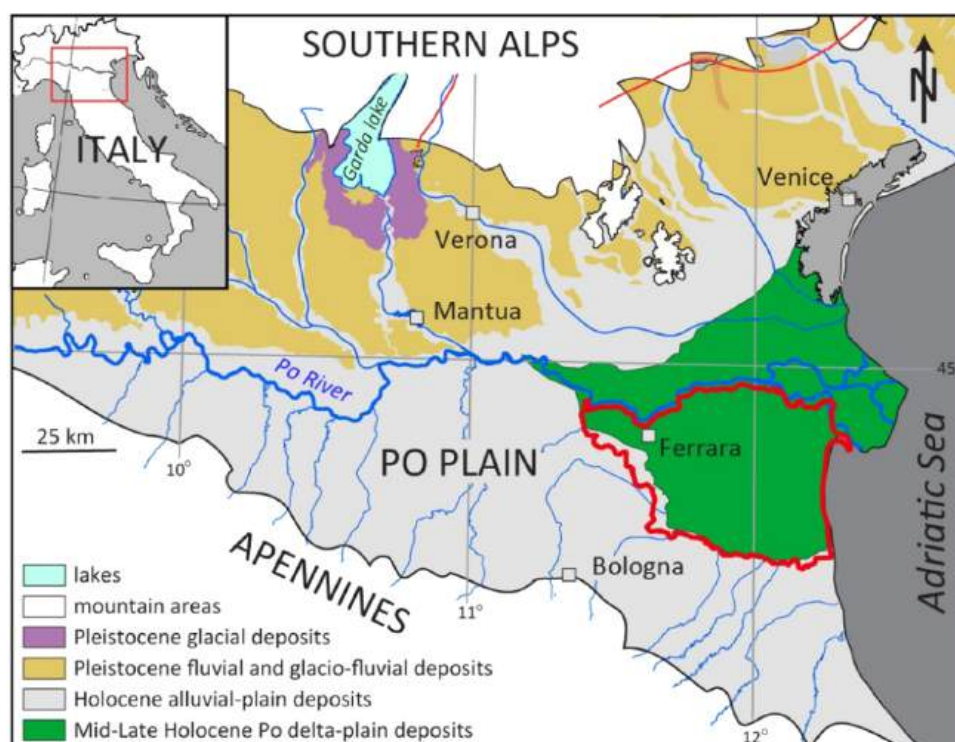 SOUTHERN ALPS
N
ITALY
Garda lake
Venice
Verona
Mantua
Po River
45
25 km
10°
PO PLAIN
Ferrara
Adriatic Sea
APENNINES
Bologna
11°
12°
lakes
mountain areas
Pleistocene glacial deposits
Pleistocene fluvial and glacio-fluvial deposits
Holocene alluvial-plain deposits
Mid-Late Holocene Po delta-plain deposits